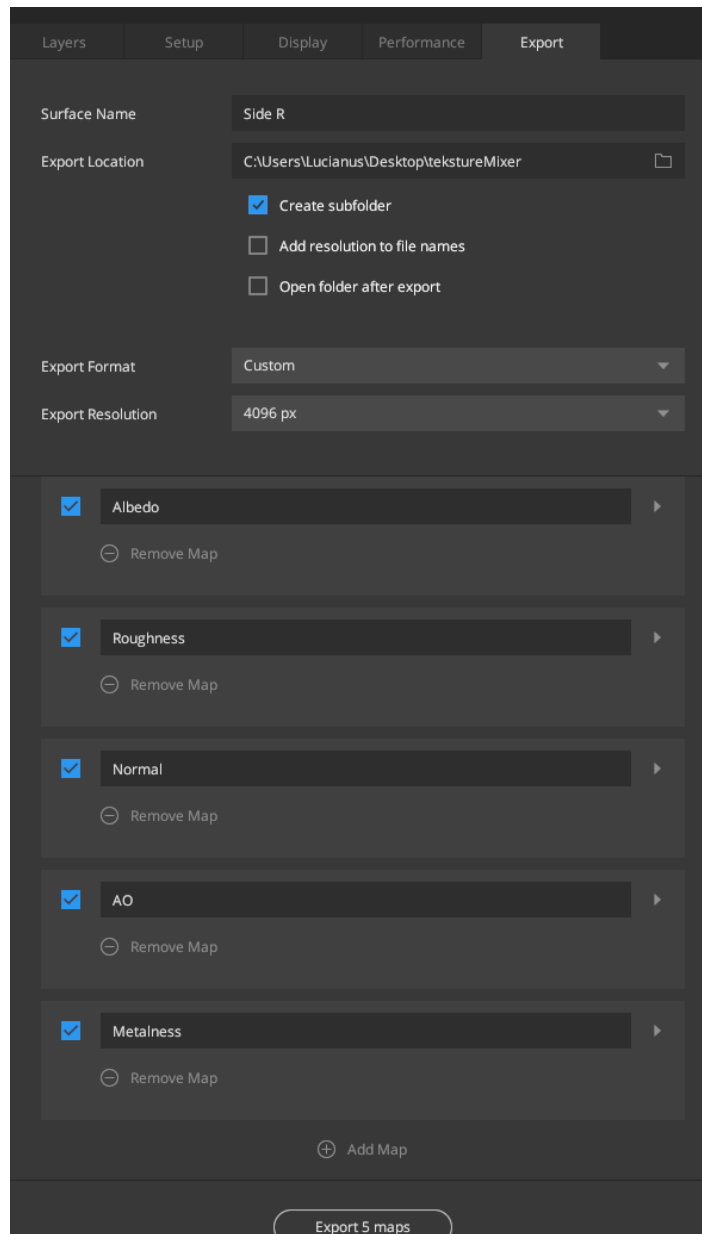 Layers Setup Display Performance Export
Surface Name Side R
Export Location C:\Users\Lucianus\Desktop\tekstureMixer
Create subfolder
Add resolution to file names
Open folder after export
Export Format Custom
Export Resolution 4096 px
Albedo
Remove Map
Roughness
Remove Map
Normal
Remove Map
AO
Remove Map
Metalness
Remove Map
Add Map
Export 5 maps